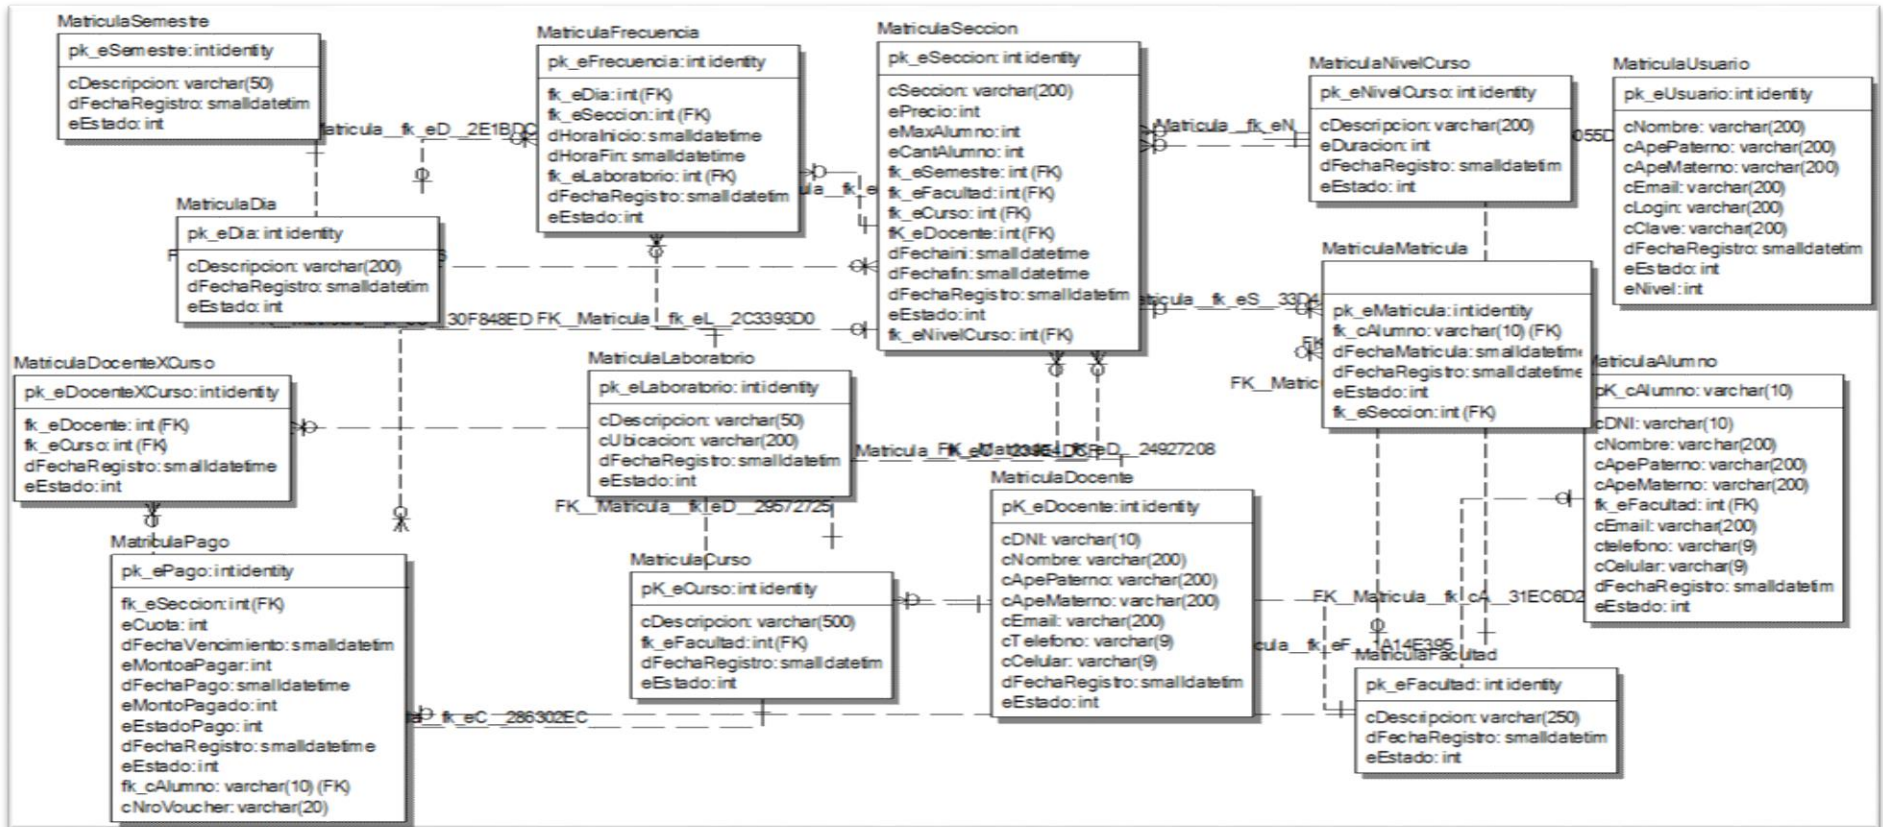 MatriculaSemestre
pk_eSemestre: int identity
cDescripcion: varchar(50)
dFechaRegistro: smalldatetim
eEstado: int
MatriculaFrecuencia
pk_eFrecuencia: int identity
fk_eDia: int (FK)
fk_eSeccion: int (FK)
dHoraInicio: smalldatetime
dHoraFin: smalldatetime
fk_eLaboratorio: int (FK)
dFechaRegistro: smalldatetim
eEstado: int
MatriculaSeccion
pk_eSeccion: int identity
cSeccion: varchar(200)
ePrecio: int
eMaxAlumno: int
eCantAlumno: int
fk_eSemestre: int (FK)
fk_eFacultad: int (FK)
fk_eCurso: int (FK)
fK_eDocente: int (FK)
dFechaini: smalldatetime
dFechafin: smalldatetime
dFechaRegistro: smalldatetim
eEstado: int
fk_eNivelCurso: int (FK)
MatriculaNivelCurso
pk_eNivelCurso: int identity
cDescripcion: varchar(200)
eDuracion: int
dFechaRegistro: smalldatetim
eEstado: int
MatriculaUsuario
pk_eUsuario: int identity
cNombre: varchar(200)
cApePaterno: varchar(200)
cApeMaterno: varchar(200)
cEmail: varchar(200)
cLogin: varchar(200)
cClave: varchar(200)
dFechaRegistro: smalldatetim
eEstado: int
eNivel: int
Matricula__fk_eD__2E1BDC
Matricula__fk_eN
055D
MatriculaDia
pk_eDia: int identity
cDescripcion: varchar(200)
dFechaRegistro: smalldatetim
eEstado: int
MatriculaMatricula
pk_eMatricula: int identity
fk_cAlumno: varchar(10) (FK)
dFechaMatricula: smalldatetime
dFechaRegistro: smalldatetime
eEstado: int
fk_eSeccion: int (FK)
atricula__fk_eS__33D4
30F848ED FK__Matricula__fk_eL__2C3393D0
FK__Matric
MatriculaDocenteXCurso
pk_eDocenteXCurso: int identity
fk_eDocente: int (FK)
fk_eCurso: int (FK)
dFechaRegistro: smalldatetime
eEstado: int
MatriculaLaboratorio
pk_eLaboratorio: int identity
cDescripcion: varchar(50)
cUbicacion: varchar(200)
dFechaRegistro: smalldatetim
eEstado: int
MatriculaAlumno
pK_cAlumno: varchar(10)
cDNI: varchar(10)
cNombre: varchar(200)
cApePaterno: varchar(200)
cApeMaterno: varchar(200)
fk_eFacultad: int (FK)
cEmail: varchar(200)
ctelefono: varchar(9)
cCelular: varchar(9)
dFechaRegistro: smalldatetim
eEstado: int
24927208
FK__Matricula__fk_eD__29572725
MatriculaDocente
pK_eDocente: int identity
cDNI: varchar(10)
cNombre: varchar(200)
cApePaterno: varchar(200)
cApeMaterno: varchar(200)
cEmail: varchar(200)
cTelefono: varchar(9)
cCelular: varchar(9)
dFechaRegistro: smalldatetim
eEstado: int
MatriculaPago
pk_ePago: int identity
fk_eSeccion: int (FK)
eCuota: int
dFechaVencimiento: smalldatetim
eMontoaPagar: int
dFechaPago: smalldatetime
eMontoPagado: int
eEstadoPago: int
dFechaRegistro: smalldatetime
eEstado: int
fk_cAlumno: varchar(10) (FK)
cNroVoucher: varchar(20)
MatriculaCurso
pK_eCurso: int identity
cDescripcion: varchar(500)
fk_eFacultad: int (FK)
dFechaRegistro: smalldatetim
eEstado: int
fk_eC__286302EC
FK__Matricula__fk_cA__31EC6D2
cula__fk_eF__1A14E395
MatriculaFacultad
pk_eFacultad: int identity
cDescripcion: varchar(250)
dFechaRegistro: smalldatetim
eEstado: int